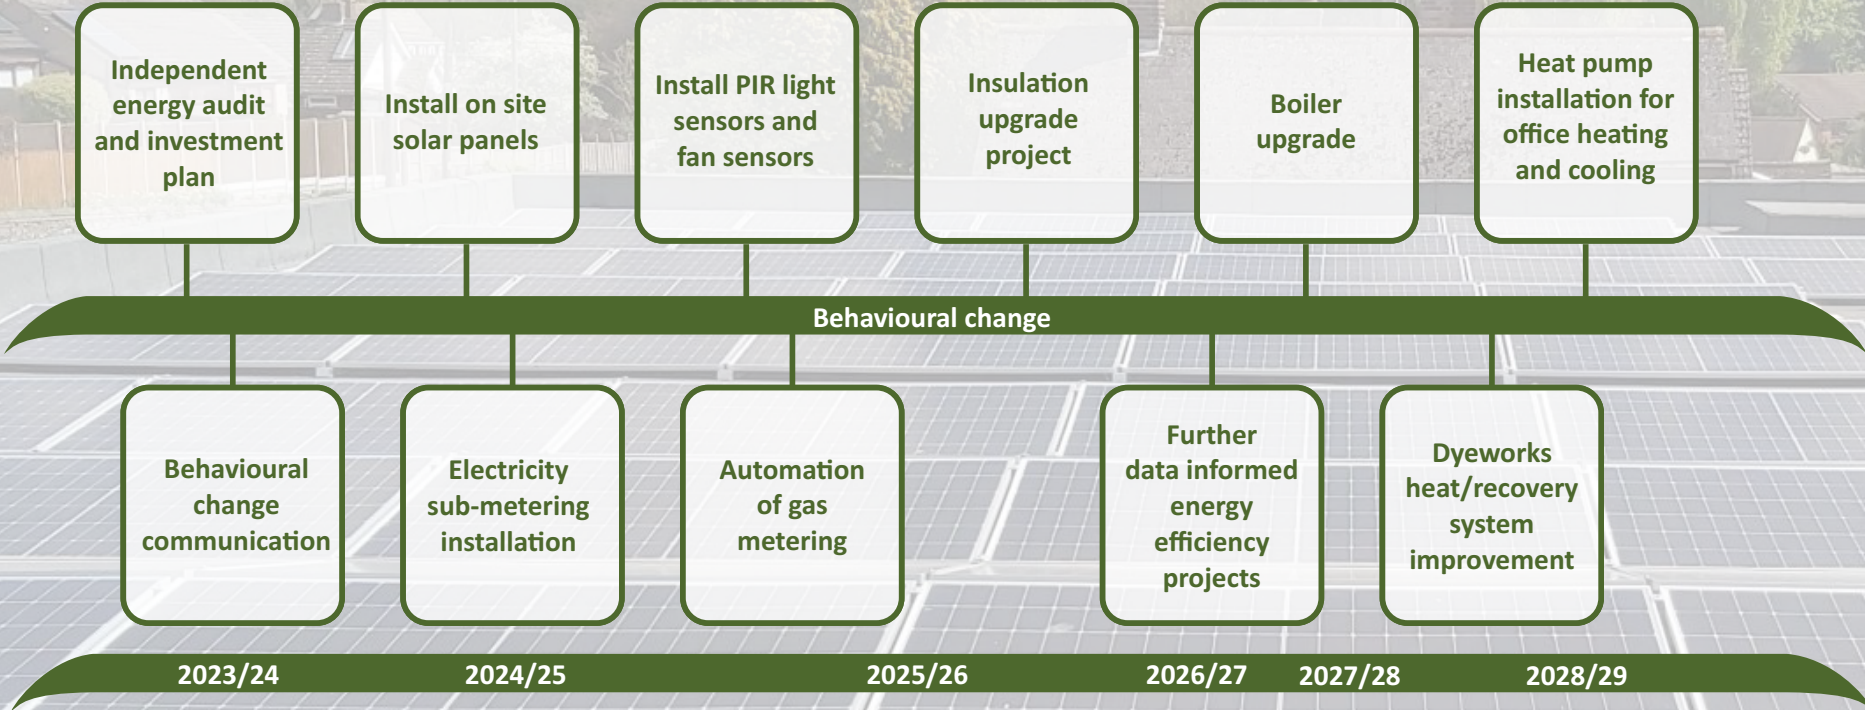 Independent
energy audit
and investment
plan
Install on site
solar panels
Install PIR light
sensors and
fan sensors
Insulation
upgrade
project
Boiler
upgrade
Heat pump
installation for
office heating
and cooling
Behavioural change
Behavioural
change
communication
Electricity
sub-metering
installation
Automation
of gas
metering
Further
data informed
energy
efficiency
projects
Dyeworks
heat/recovery
system
improvement
2023/24
2024/25
2025/26
2026/27
2027/28
2028/29